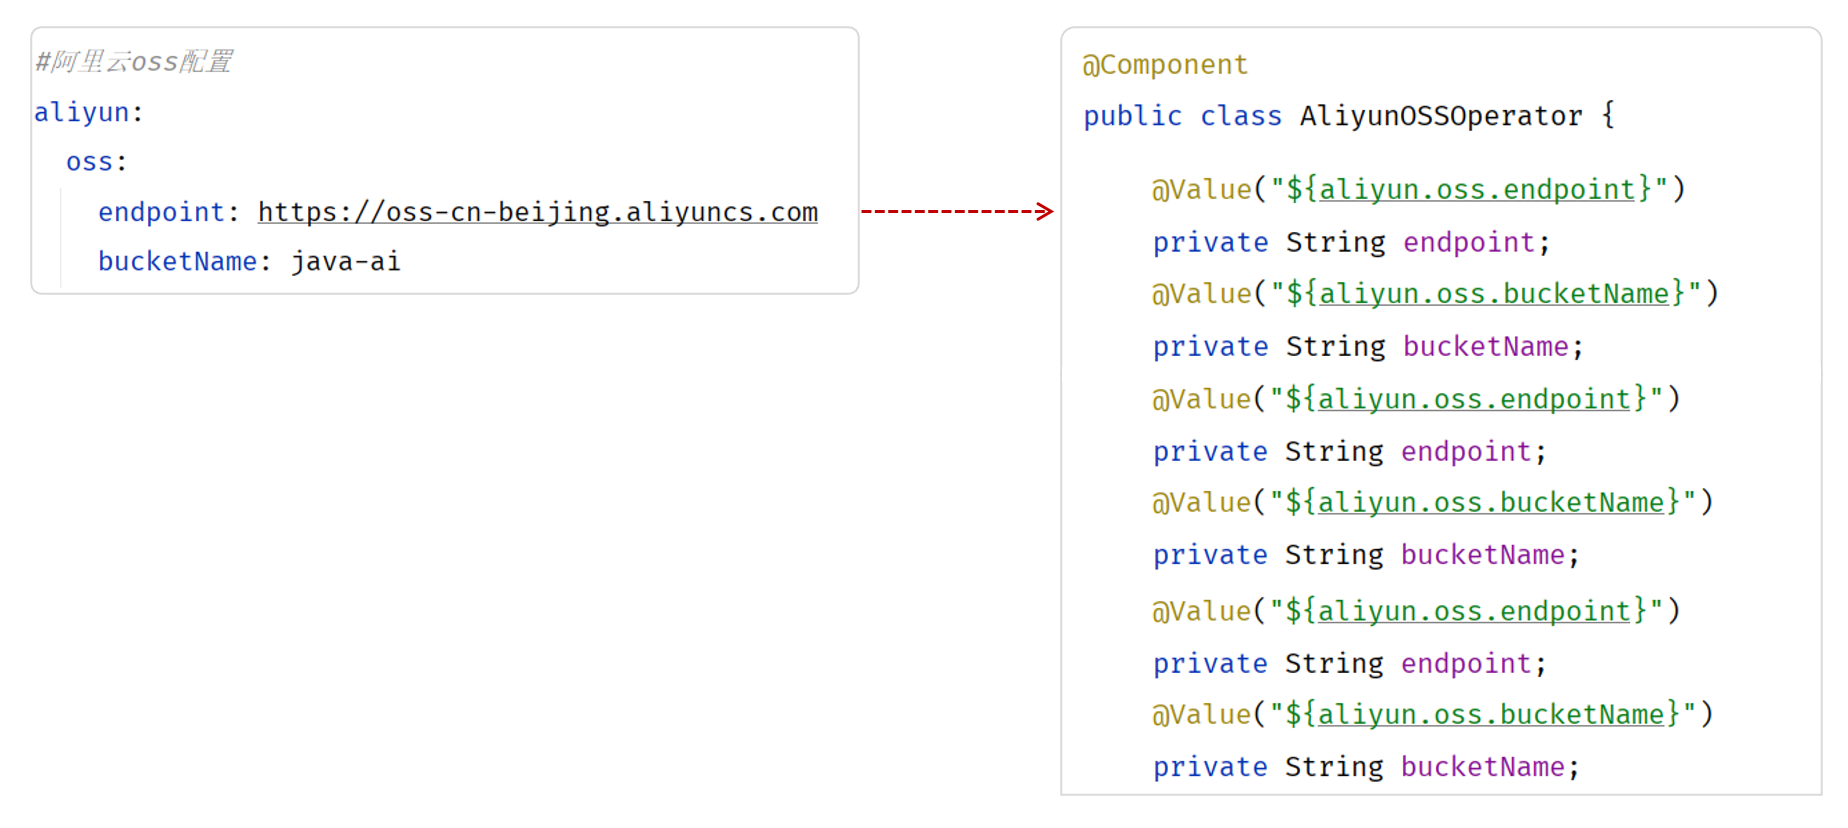 #阿里云oss配置
aliyun:
  oss:
    endpoint: https://oss-cn-beijing.aliyuncs.com
    bucketName: java-ai
@Component
public class AliyunOSSOperator {
    @Value("${aliyun.oss.endpoint}")
    private String endpoint;
    @Value("${aliyun.oss.bucketName}")
    private String bucketName;
    @Value("${aliyun.oss.endpoint}")
    private String endpoint;
    @Value("${aliyun.oss.bucketName}")
    private String bucketName;
    @Value("${aliyun.oss.endpoint}")
    private String endpoint;
    @Value("${aliyun.oss.bucketName}")
    private String bucketName;